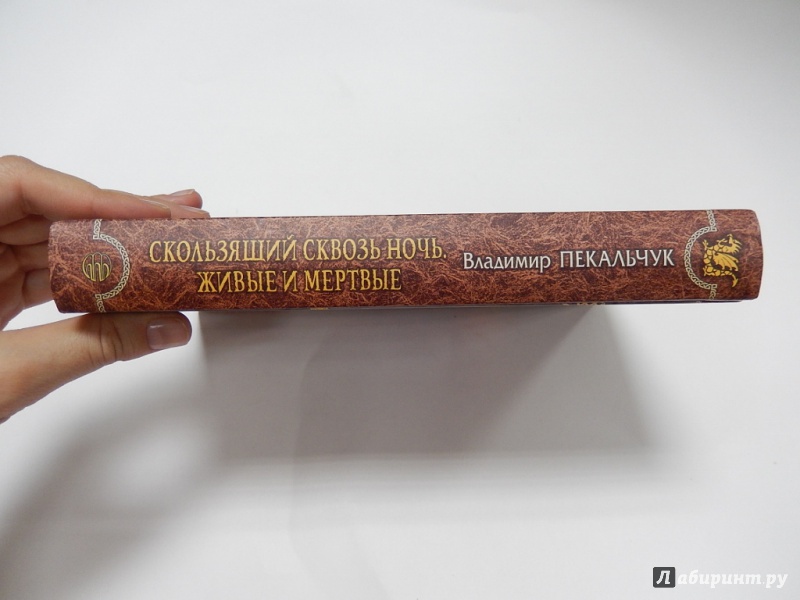 СКОЛЬЗЯЩИЙ СКВОЗЬ НОЧЬ.
ЖИВЫЕ И МЕРТВЫЕ
Владимир ПЕКАЛЬЧУК
Л Лабиринт.ру